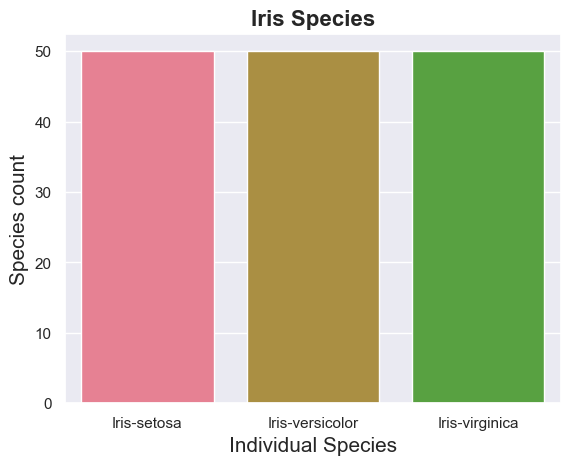 Iris Species
Species count
50
40
30
20
10
0
Iris-setosa Iris-versicolor Iris-virginica
Individual Species